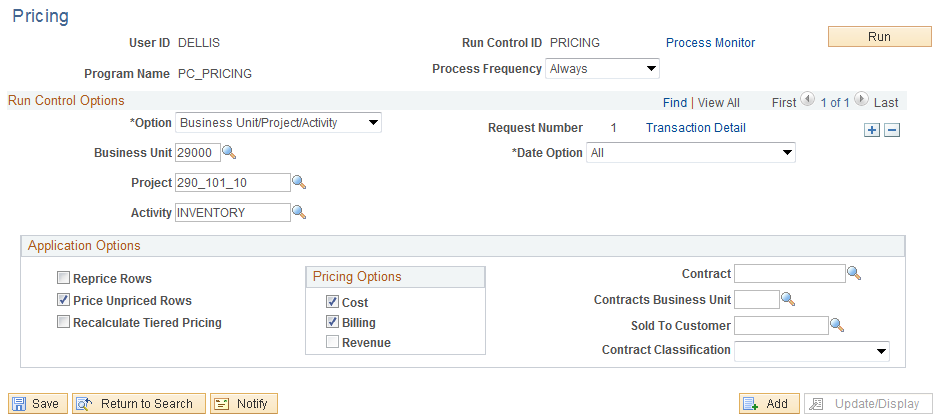 Pricing
User ID DELLIS Run Control ID PRICING Process Monitor Run
Program Name PC_PRICING Process Frequency Always
Run Control Options Find | View All First 1 of 1 Last
*Option Business Unit/Project/Activity Request Number 1 Transaction Detail
Business Unit 29000 *Date Option All
Project 290_101_10
Activity INVENTORY
Application Options
Reprice Rows Pricing Options Contract
Price Unpriced Rows Cost Contracts Business Unit
Recalculate Tiered Pricing Billing Sold To Customer
Revenue Contract Classification
Save Return to Search Notify Add Update/Display